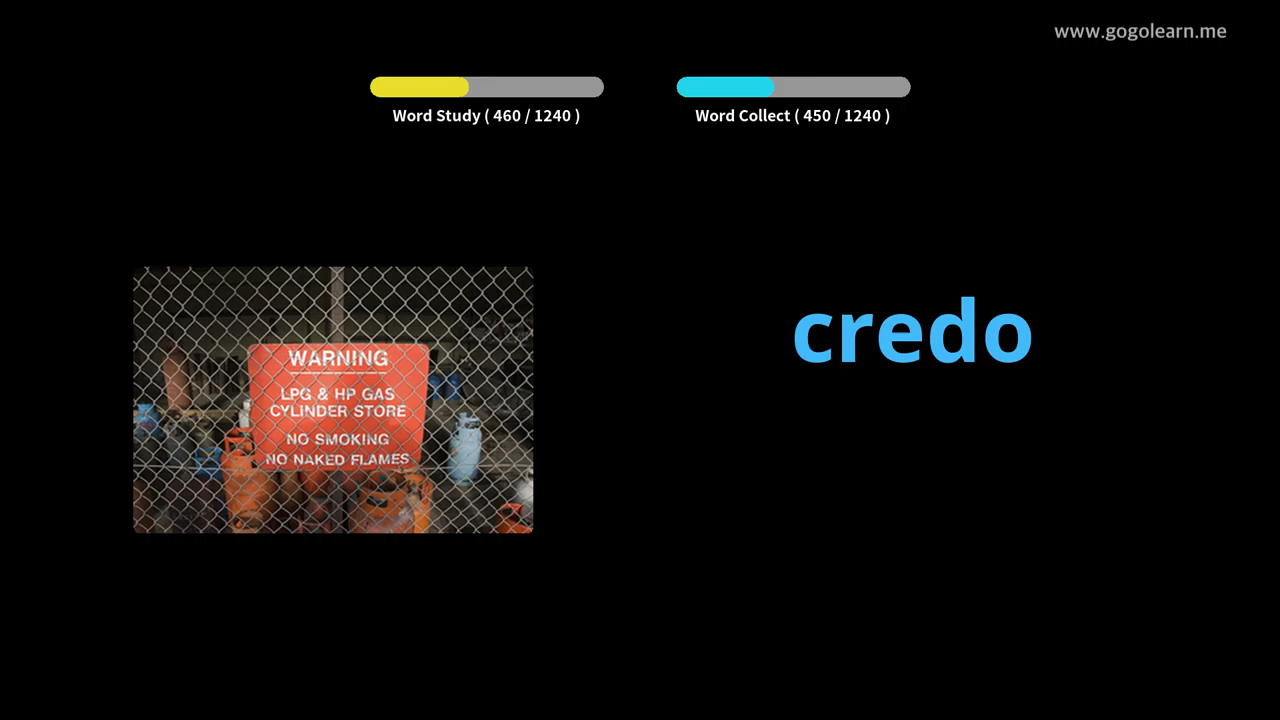 www.gogolearn.me
Word Study ( 460 / 1240 )
Word Collect ( 450 / 1240 )
WARNING
LPG & HP GAS
CYLINDER STORE
NO SMOKING
NO NAKED FLAMES
credo